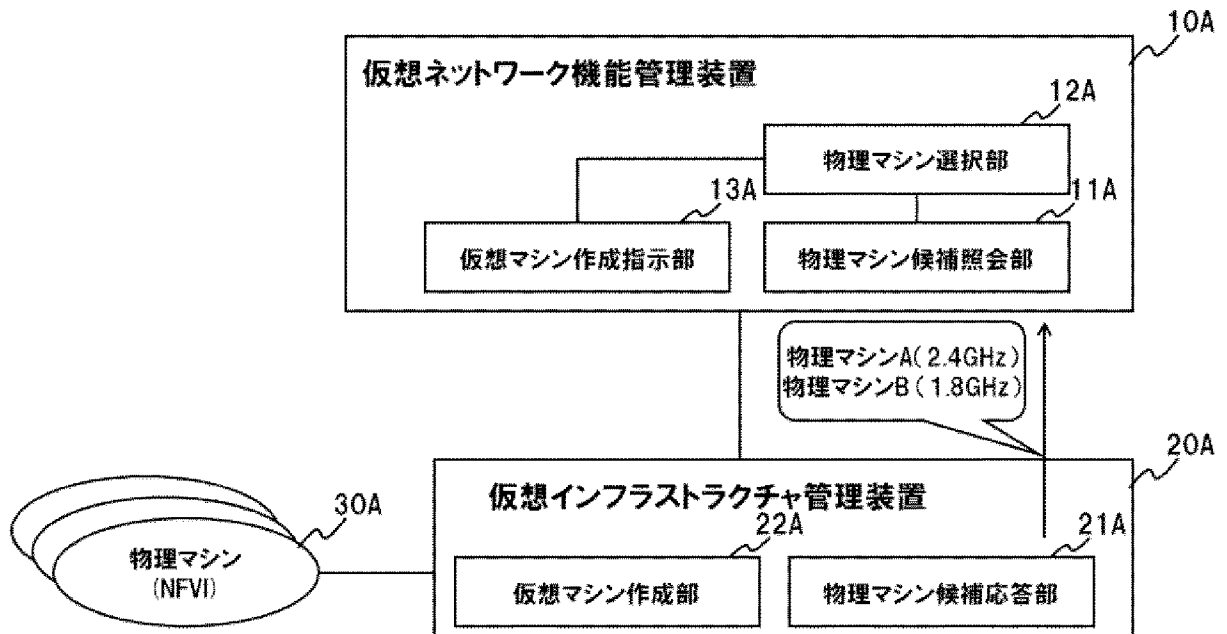 10A
仮想ネットワーク機能管理装置
12A
物理マシン選択部
13A
11A
仮想マシン作成指示部
物理マシン候補照会部
物理マシンA(2.4GHz)
物理マシンB(1.8GHz)
20A
仮想インフラストラクチャ管理装置
30A
22A
21A
物理マシン
(NFVI)
仮想マシン作成部
物理マシン候補応答部